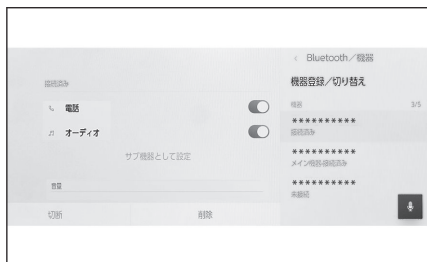 < Bluetooth／機器
機器登録／切り替え
機器 3/5
**********
接続済み
**********
メイン機器-接続済み
**********
未接続
接続済み
電話
オーディオ
サブ機器として設定
音量
切断
削除